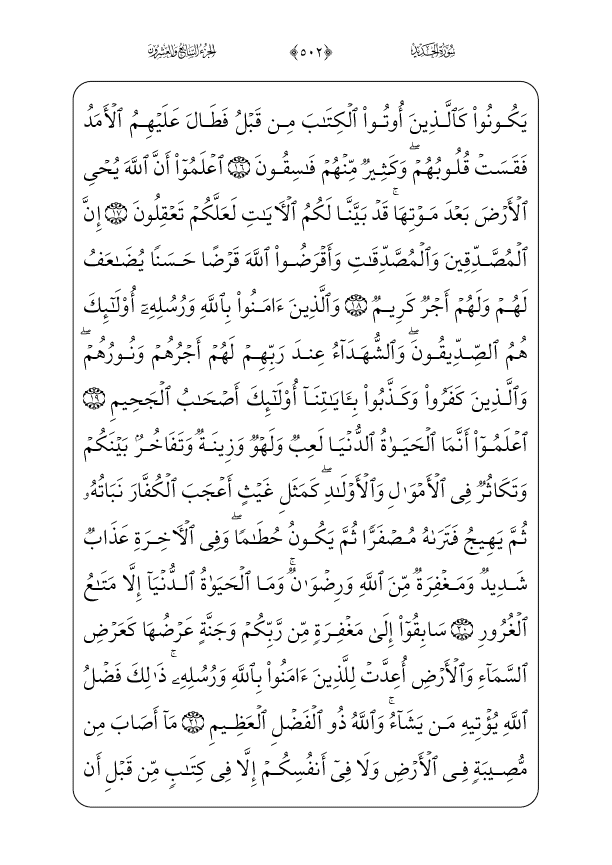 سُورَةُ الحَدِيدِ ﴿٥٠٢﴾ الجُزءُ السَّابِعُ وَالعِشرُونَ
يَكُونُوا۟ كَٱلَّذِينَ أُوتُوا۟ ٱلْكِتَٰبَ مِن قَبْلُ فَطَالَ عَلَيْهِمُ ٱلْأَمَدُ
فَقَسَتْ قُلُوبُهُمْ ۖ وَكَثِيرٌ مِّنْهُمْ فَٰسِقُونَ ١٦ ٱعْلَمُوٓا۟ أَنَّ ٱللَّهَ يُحْىِ
ٱلْأَرْضَ بَعْدَ مَوْتِهَا ۚ قَدْ بَيَّنَّا لَكُمُ ٱلْءَايَٰتِ لَعَلَّكُمْ تَعْقِلُونَ ١٧ إِنَّ
ٱلْمُصَّدِّقِينَ وَٱلْمُصَّدِّقَٰتِ وَأَقْرَضُوا۟ ٱللَّهَ قَرْضًا حَسَنًا يُضَٰعَفُ
لَهُمْ وَلَهُمْ أَجْرٌ كَرِيمٌ ١٨ وَٱلَّذِينَ ءَامَنُوا۟ بِٱللَّهِ وَرُسُلِهِۦٓ أُو۟لَٰٓئِكَ
هُمُ ٱلصِّدِّيقُونَ ۖ وَٱلشُّهَدَآءُ عِندَ رَبِّهِمْ لَهُمْ أَجْرُهُمْ وَنُورُهُمْ ۖ
وَٱلَّذِينَ كَفَرُوا۟ وَكَذَّبُوا۟ بِـَٔايَٰتِنَآ أُو۟لَٰٓئِكَ أَصْحَٰبُ ٱلْجَحِيمِ ١٩
ٱعْلَمُوٓا۟ أَنَّمَا ٱلْحَيَوٰةُ ٱلدُّنْيَا لَعِبٌ وَلَهْوٌ وَزِينَةٌ وَتَفَاخُرٌۢ بَيْنَكُمْ
وَتَكَاثُرٌ فِى ٱلْأَمْوَٰلِ وَٱلْأَوْلَٰدِ ۖ كَمَثَلِ غَيْثٍ أَعْجَبَ ٱلْكُفَّارَ نَبَاتُهُۥ
ثُمَّ يَهِيجُ فَتَرَىٰهُ مُصْفَرًّا ثُمَّ يَكُونُ حُطَٰمًا ۖ وَفِى ٱلْءَاخِرَةِ عَذَابٌ
شَدِيدٌ وَمَغْفِرَةٌ مِّنَ ٱللَّهِ وَرِضْوَٰنٌ ۚ وَمَا ٱلْحَيَوٰةُ ٱلدُّنْيَآ إِلَّا مَتَٰعُ
ٱلْغُرُورِ ٢٠ سَابِقُوٓا۟ إِلَىٰ مَغْفِرَةٍ مِّن رَّبِّكُمْ وَجَنَّةٍ عَرْضُهَا كَعَرْضِ
ٱلسَّمَآءِ وَٱلْأَرْضِ أُعِدَّتْ لِلَّذِينَ ءَامَنُوا۟ بِٱللَّهِ وَرُسُلِهِۦ ۚ ذَٰلِكَ فَضْلُ
ٱللَّهِ يُؤْتِيهِ مَن يَشَآءُ ۚ وَٱللَّهُ ذُو ٱلْفَضْلِ ٱلْعَظِيمِ ٢١ مَآ أَصَابَ مِن
مُّصِيبَةٍ فِى ٱلْأَرْضِ وَلَا فِىٓ أَنفُسِكُمْ إِلَّا فِى كِتَٰبٍ مِّن قَبْلِ أَن